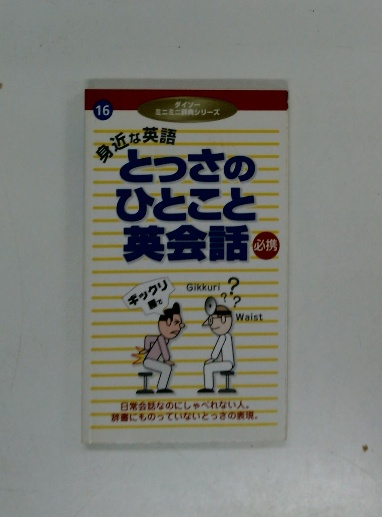 16
ダイソー
ミニミニ辞典シリーズ
身近な英語
とっさの
ひとこと
英会話
必携
ギックリ
腰で
Gikkuri
?
? ?
Waist
日常会話なのにしゃべれない人。
辞書にものっていないとっさの表現。